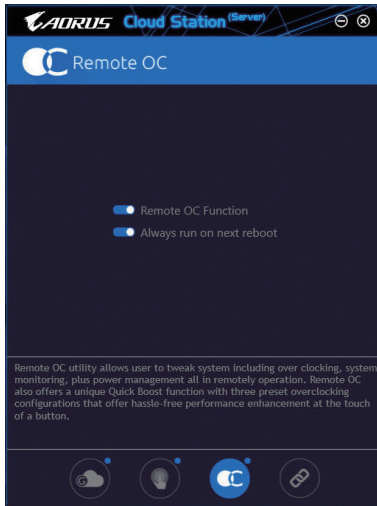 AORUS Cloud Station (Server)
Remote OC
Remote OC Function
Always run on next reboot
Remote OC utility allows user to tweak system including over clocking, system
monitoring, plus power management all in remotely operation. Remote OC
also offers a unique Quick Boost function with three preset overclocking
configurations that offer hassle-free performance enhancement at the touch
of a button.